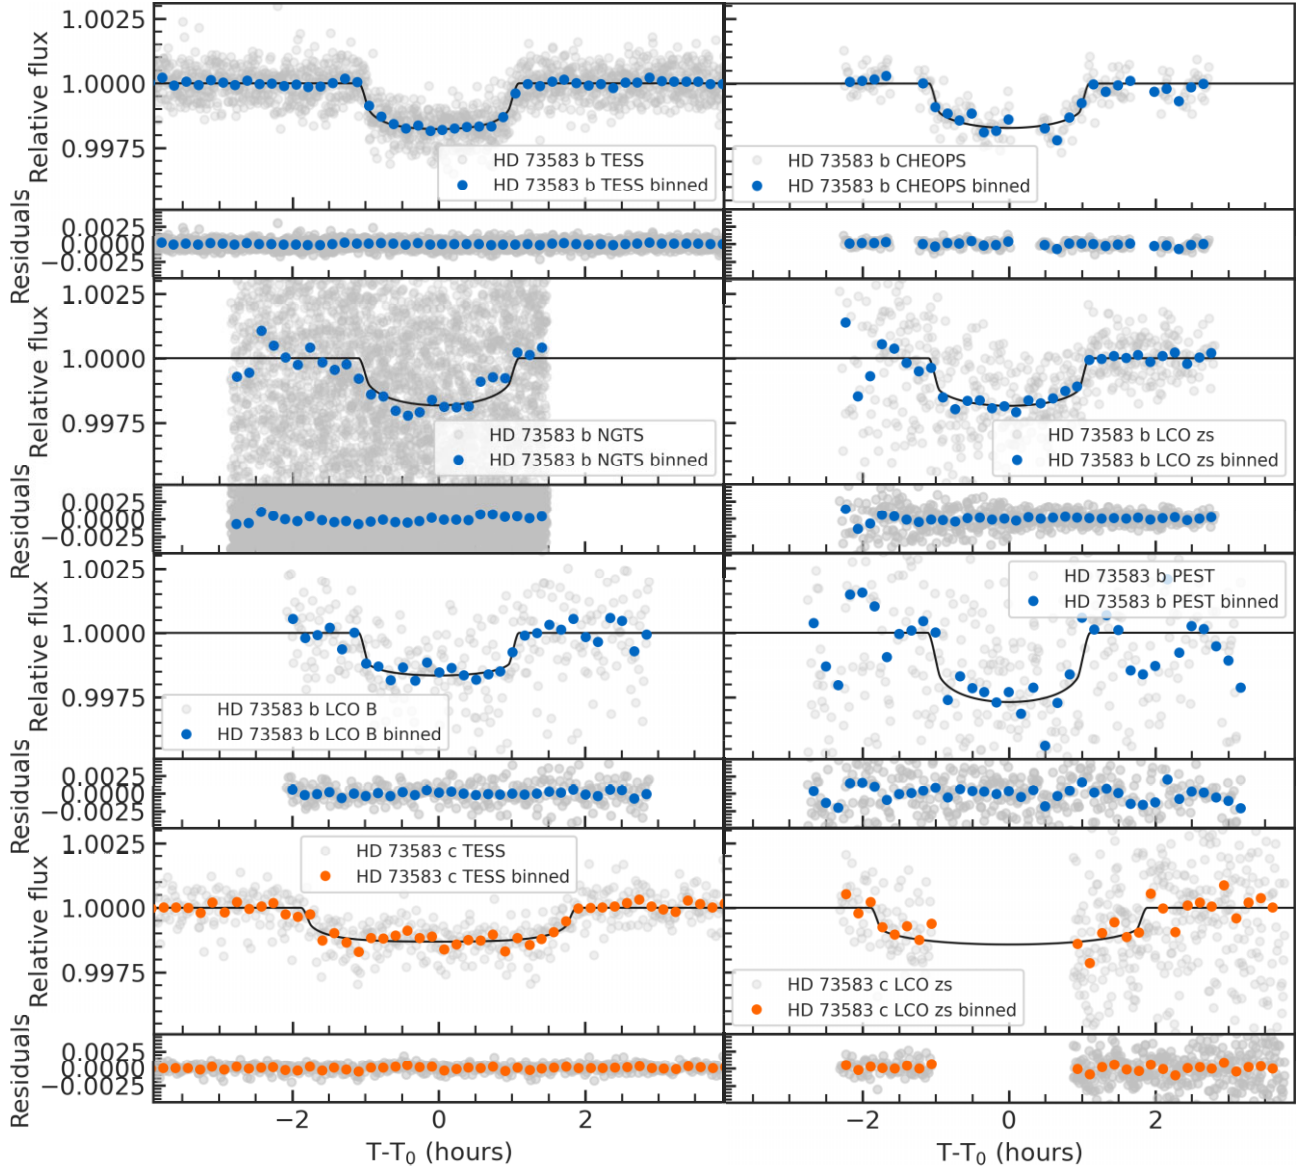 1.0025
1.0000
0.9975
Relative flux
HD 73583 b TESS
HD 73583 b TESS binned
HD 73583 b CHEOPS
HD 73583 b CHEOPS binned
0.0025
0.0000
−0.0025
Residuals
1.0025
1.0000
0.9975
Relative flux
HD 73583 b NGTS
HD 73583 b NGTS binned
HD 73583 b LCO zs
HD 73583 b LCO zs binned
0.0025
0.0000
−0.0025
Residuals
1.0025
1.0000
0.9975
Relative flux
HD 73583 b LCO B
HD 73583 b LCO B binned
HD 73583 b PEST
HD 73583 b PEST binned
0.0025
0.0000
−0.0025
Residuals
1.0025
1.0000
0.9975
Relative flux
HD 73583 c TESS
HD 73583 c TESS binned
HD 73583 c LCO zs
HD 73583 c LCO zs binned
0.0025
0.0000
−0.0025
Residuals
−2 0 2
−2 0 2
T-T₀ (hours)
T-T₀ (hours)